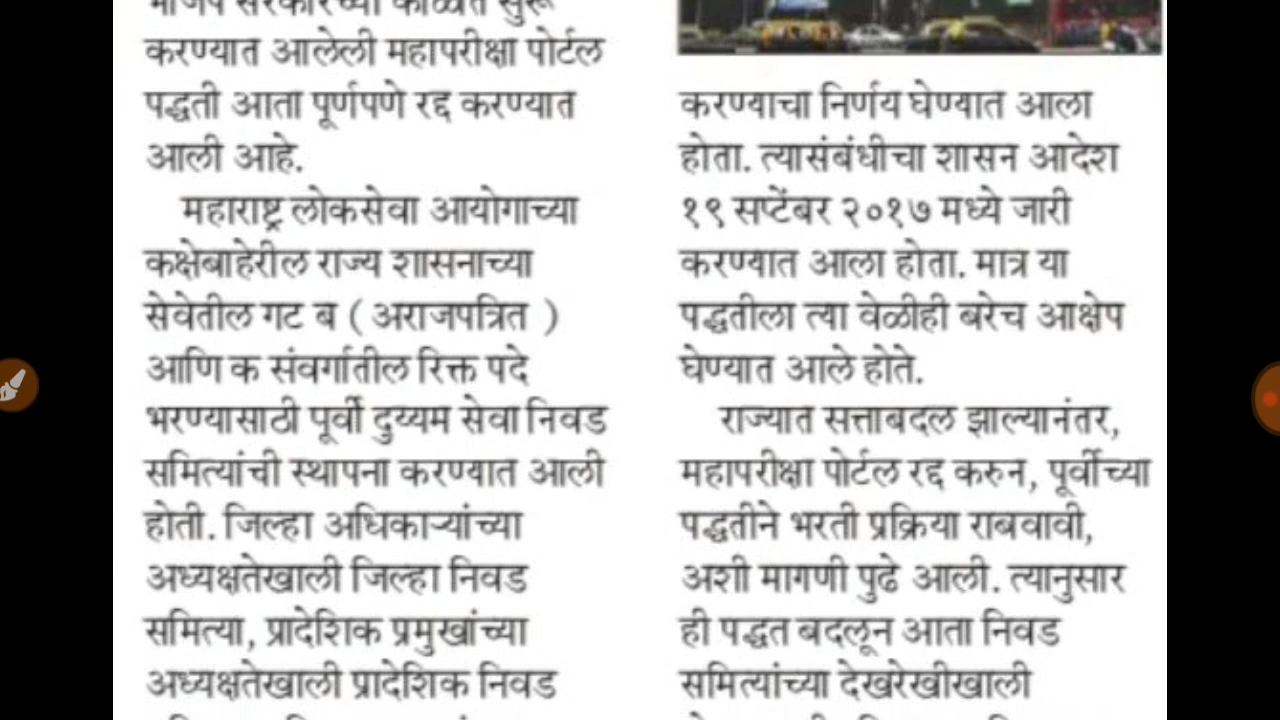 भाजप सरकारच्या काळात सुरू
करण्यात आलेली महापरीक्षा पोर्टल
पद्धती आता पूर्णपणे रद्द करण्यात
आली आहे.
महाराष्ट्र लोकसेवा आयोगाच्या
कक्षेबाहेरील राज्य शासनाच्या
सेवेतील गट ब ( अराजपत्रित )
आणि क संवर्गातील रिक्त पदे
भरण्यासाठी पूर्वी दुय्यम सेवा निवड
समित्यांची स्थापना करण्यात आली
होती. जिल्हा अधिकाऱ्यांच्या
अध्यक्षतेखाली जिल्हा निवड
समित्या, प्रादेशिक प्रमुखांच्या
अध्यक्षतेखाली प्रादेशिक निवड
करण्याचा निर्णय घेण्यात आला
होता. त्यासंबंधीचा शासन आदेश
१९ सप्टेंबर २०१७ मध्ये जारी
करण्यात आला होता. मात्र या
पद्धतीला त्या वेळीही बरेच आक्षेप
घेण्यात आले होते.
राज्यात सत्ताबदल झाल्यानंतर,
महापरीक्षा पोर्टल रद्द करुन, पूर्वीच्या
पद्धतीने भरती प्रक्रिया राबवावी,
अशी मागणी पुढे आली. त्यानुसार
ही पद्धत बदलून आता निवड
समित्यांच्या देखरेखीखाली